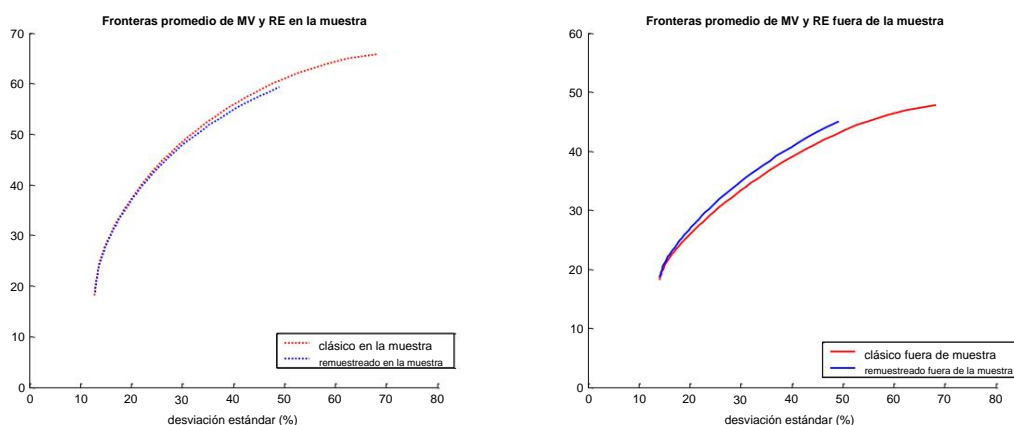 Fronteras promedio de MV y RE en la muestra
70
60
50
40
30
20
10
0
0 10 20 30 40 50 60 70 80
desviación estándar (%)
clásico en la muestra
remuestreado en la muestra
Fronteras promedio de MV y RE fuera de la muestra
60
50
40
30
20
10
0
0 10 20 30 40 50 60 70 80
desviación estándar (%)
clásico fuera de muestra
remuestreado fuera de la muestra